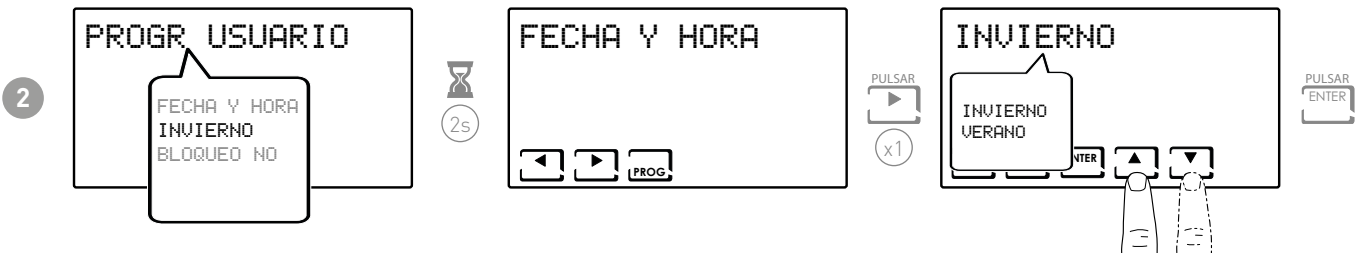 2
PROGR USUARIO
FECHA Y HORA
INVIERNO
BLOQUEO NO
2s
FECHA Y HORA
PROG
PULSAR
x1
INVIERNO
INVIERNO
VERANO
PULSAR
ENTER